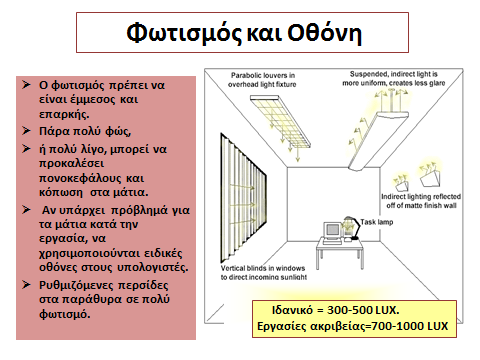 Φωτισμός και Οθόνη
Ο φωτισμός πρέπει να
είναι έμμεσος και
επαρκής.
Πάρα πολύ φώς,
ή πολύ λίγο, μπορεί να
προκαλέσει
πονοκεφάλους και
κόπωση στα μάτια.
Αν υπάρχει πρόβλημά για
τα μάτια κατά την
εργασία, να
χρησιμοποιούνται ειδικές
οθόνες στους υπολογιστές.
Ρυθμιζόμενες περσίδες
στα παράθυρα σε πολύ
φωτισμό.
Parabolic louvers in
overhead light fixture
Suspended, indirect light is
more uniform, creates less glare
Indirect lighting reflected
off of matte finish wall
Task lamp
Vertical blinds in windows
to direct incoming sunlight
Ιδανικό = 300-500 LUX.
Εργασίες ακριβείας=700-1000 LUX